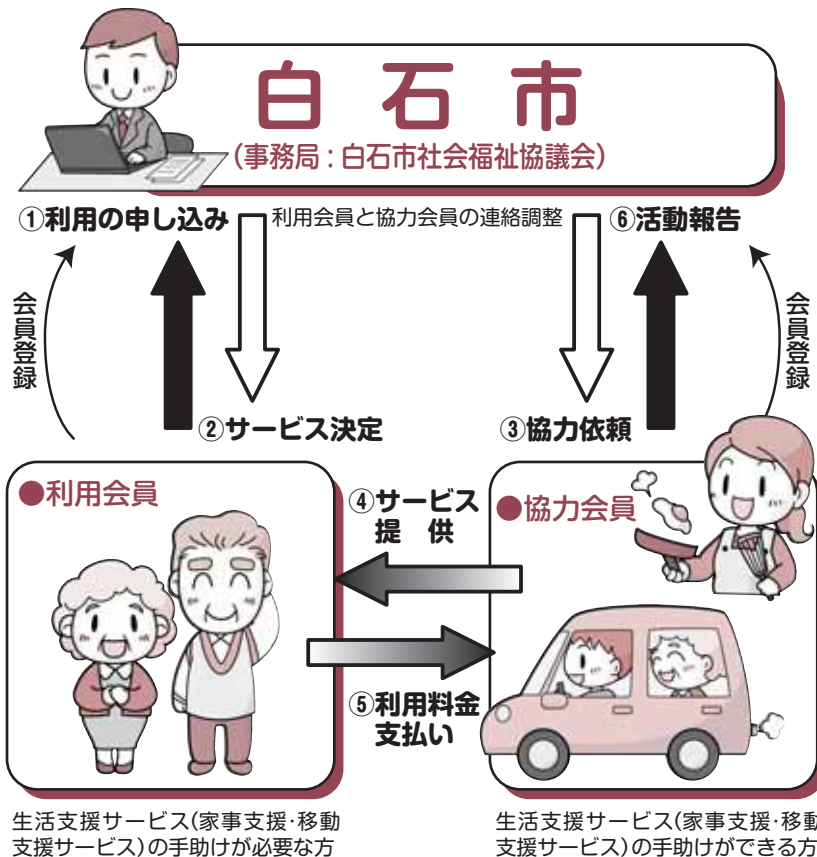 白石市
(事務局:白石市社会福祉協議会)
①利用の申し込み
利用会員と協力会員の連絡調整
⑥活動報告
会員登録
会員登録
②サービス決定
③協力依頼
●利用会員
④サービス
提供
●協力会員
⑤利用料金
支払い
生活支援サービス(家事支援・移動
支援サービス)の手助けが必要な方
生活支援サービス(家事支援・移動
支援サービス)の手助けができる方